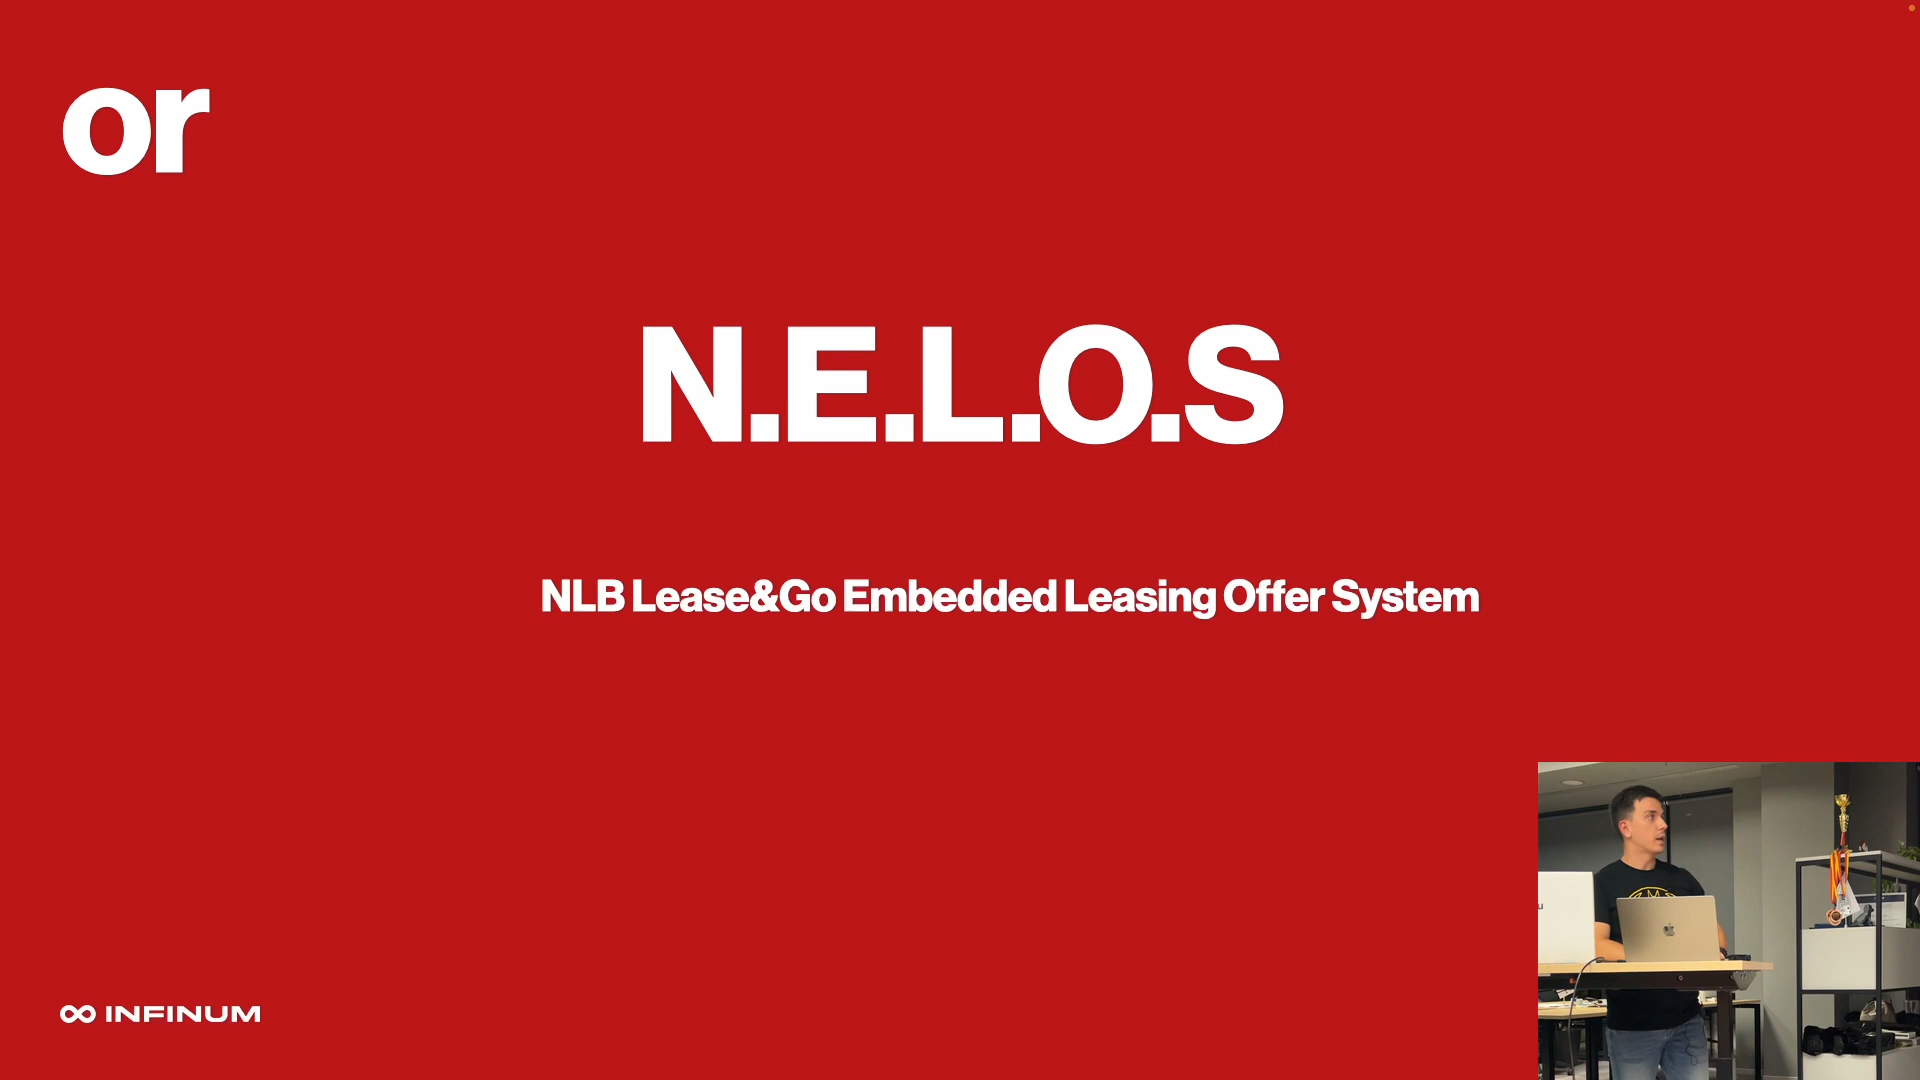 or
N.E.L.O.S
NLB Lease&Go Embedded Leasing Offer System
INFINUM